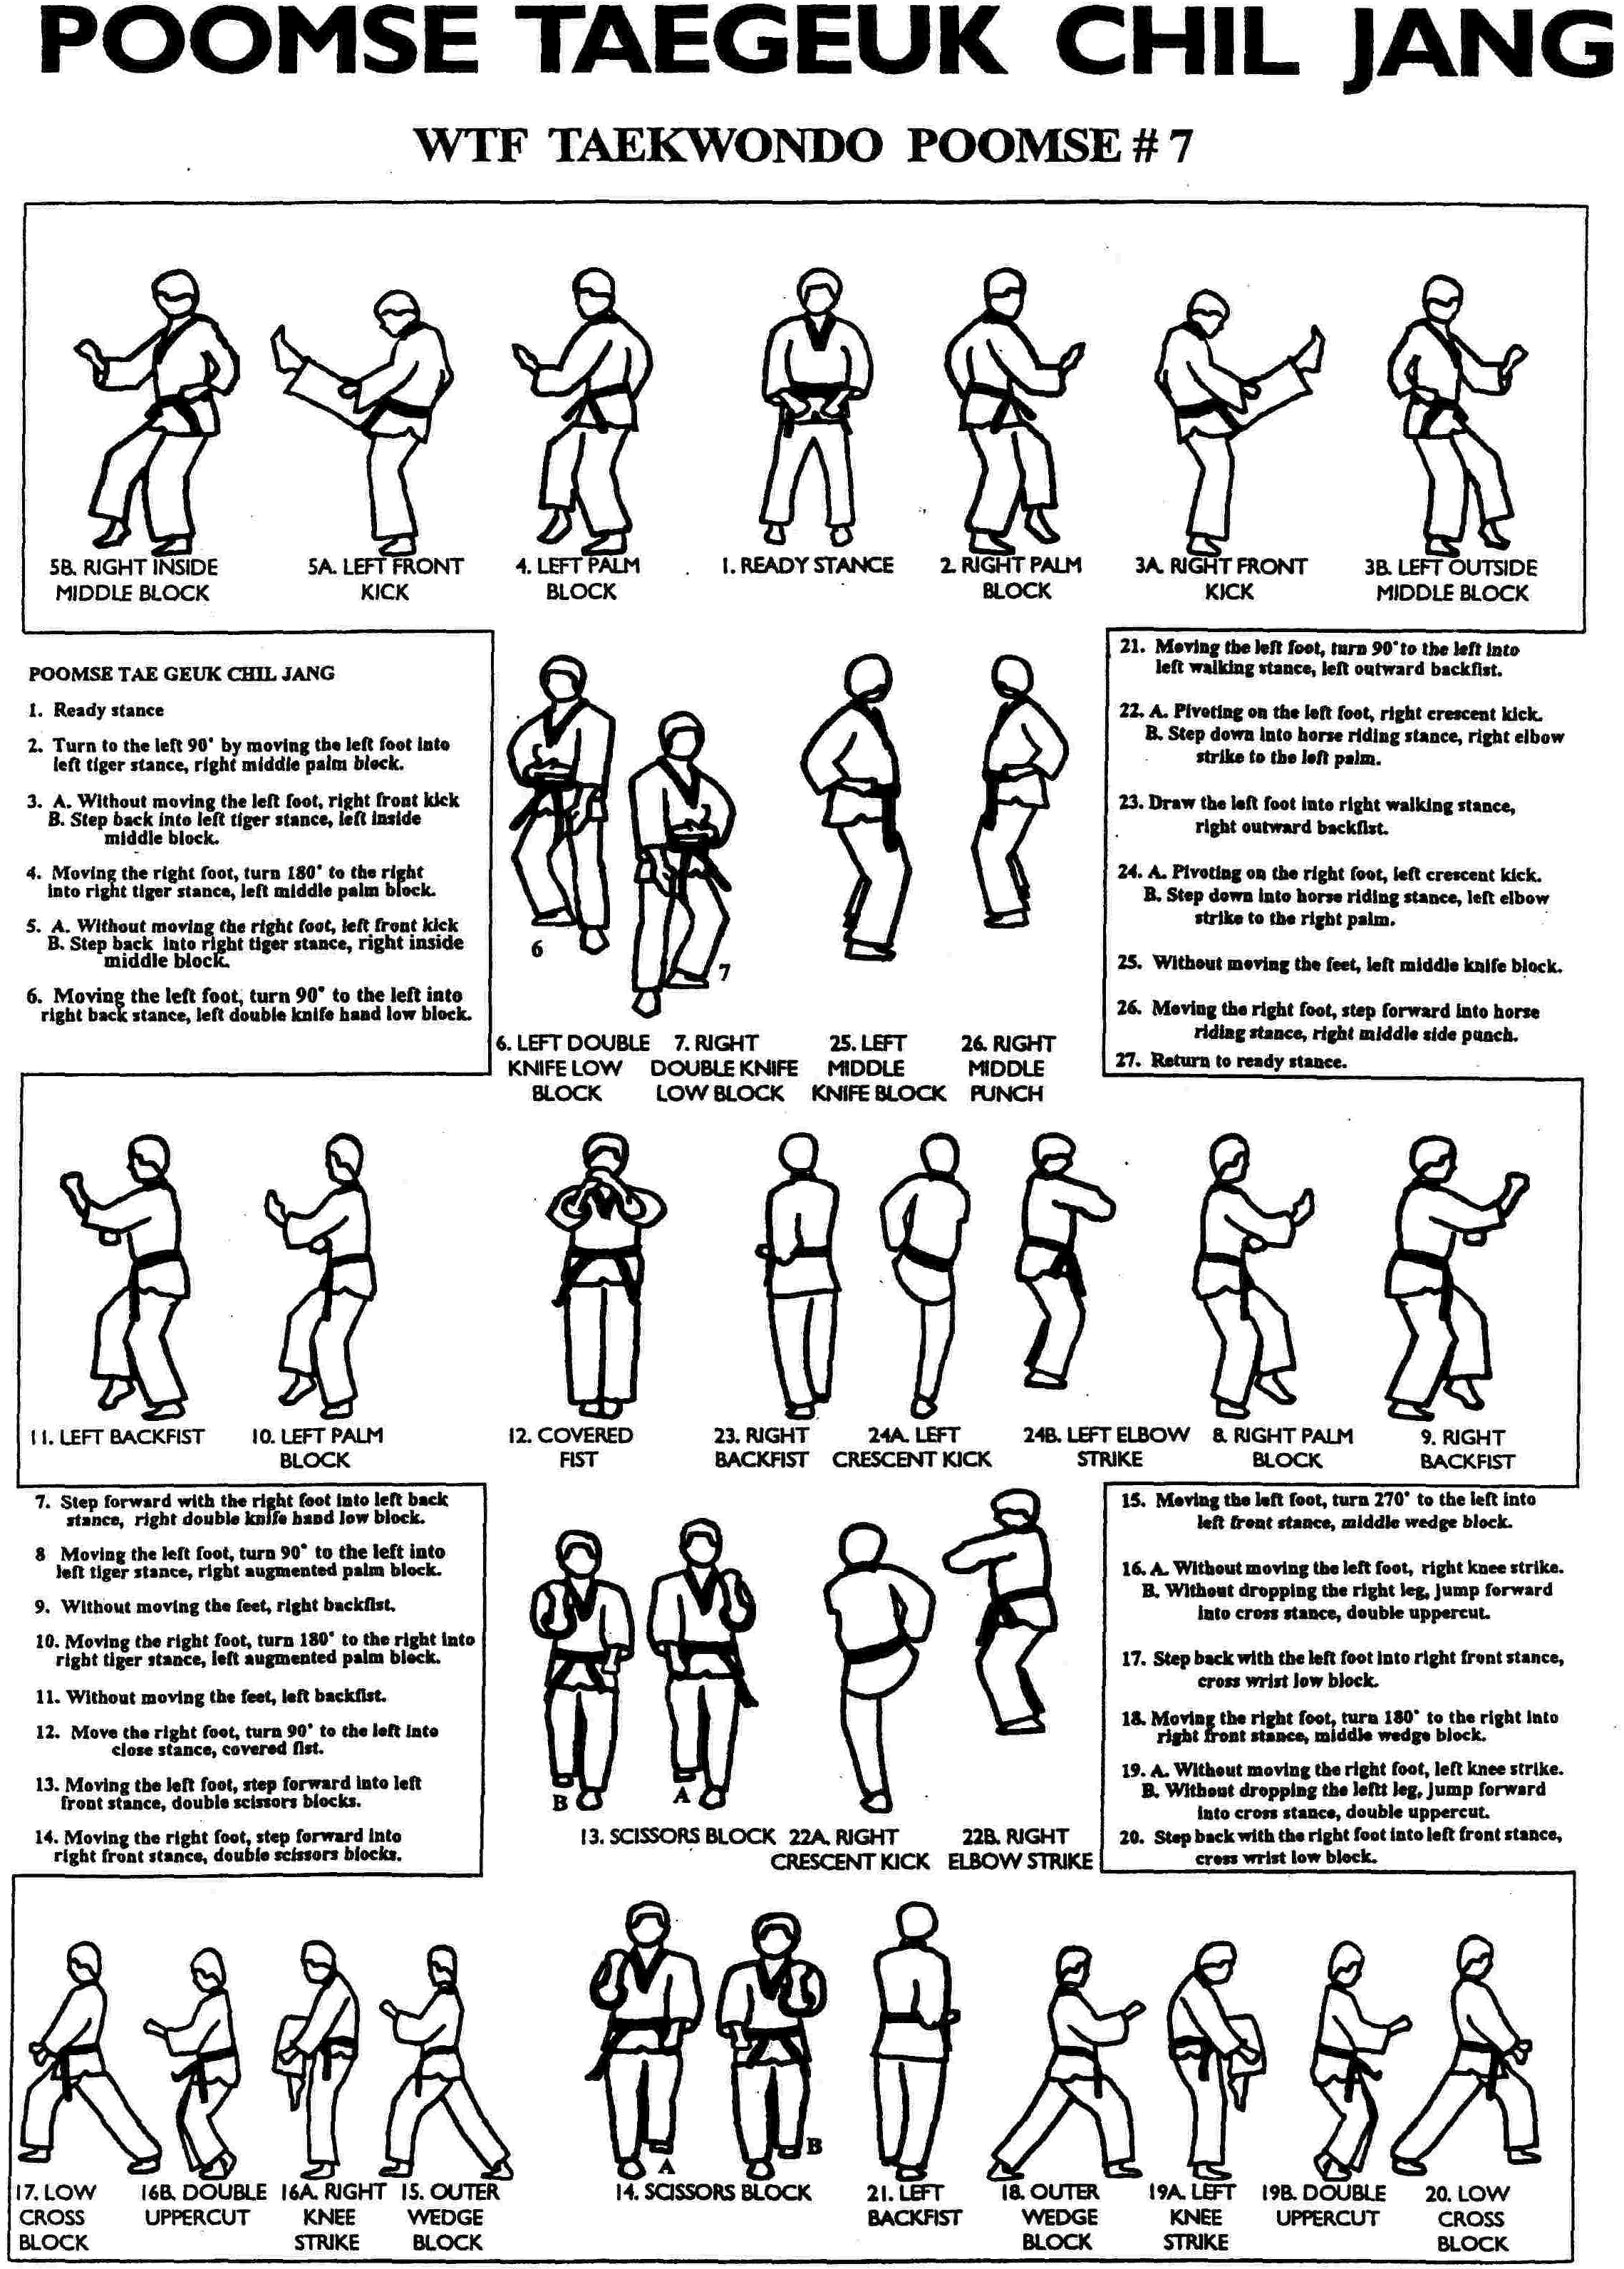 POOMSE TAEGEUK CHIL JANG
WTF TAEKWONDO POOMSE # 7
5B. RIGHT INSIDE
MIDDLE BLOCK
5A. LEFT FRONT
KICK
4. LEFT PALM
BLOCK
1. READY STANCE
2. RIGHT PALM
BLOCK
3A. RIGHT FRONT
KICK
3B. LEFT OUTSIDE
MIDDLE BLOCK
POOMSE TAE GEUK CHIL JANG
1. Ready stance
2. Turn to the left 90° by moving the left foot into
left tiger stance, right middle palm block.
3. A. Without moving the left foot, right front kick
B. Step back into left tiger stance, left inside
middle block.
4. Moving the right foot, turn 180° to the right
into right tiger stance, left middle palm block.
5. A. Without moving the right foot, left front kick
B. Step back into right tiger stance, right inside
middle block.
6. Moving the left foot, turn 90° to the left into
right back stance, left double knife hand low block.
6
7
6. LEFT DOUBLE
KNIFE LOW
BLOCK
7. RIGHT
DOUBLE KNIFE
LOW BLOCK
25. LEFT
MIDDLE
KNIFE BLOCK
26. RIGHT
MIDDLE
PUNCH
21. Moving the left foot, turn 90° to the left into
left walking stance, left outward backfist.
22. A. Pivoting on the left foot, right crescent kick.
B. Step down into horse riding stance, right elbow
strike to the left palm.
23. Draw the left foot into right walking stance,
right outward backfist.
24. A. Pivoting on the right foot, left crescent kick.
B. Step down into horse riding stance, left elbow
strike to the right palm.
25. Without moving the feet, left middle knife block.
26. Moving the right foot, step forward into horse
riding stance, right middle side punch.
27. Return to ready stance.
11. LEFT BACKFIST
10. LEFT PALM
BLOCK
12. COVERED
FIST
23. RIGHT
BACKFIST
24A. LEFT
CRESCENT KICK
24B. LEFT ELBOW
STRIKE
8. RIGHT PALM
BLOCK
9. RIGHT
BACKFIST
7. Step forward with the right foot into left back
stance, right double knife hand low block.
8 Moving the left foot, turn 90° to the left into
left tiger stance, right augmented palm block.
9. Without moving the feet, right backfist.
10. Moving the right foot, turn 180° to the right into
right tiger stance, left augmented palm block.
11. Without moving the feet, left backfist.
12. Move the right foot, turn 90° to the left into
close stance, covered fist.
13. Moving the left foot, step forward into left
front stance, double scissors blocks.
14. Moving the right foot, step forward into
right front stance, double scissors blocks.
B
A
13. SCISSORS BLOCK
22A. RIGHT
CRESCENT KICK
22B. RIGHT
ELBOW STRIKE
15. Moving the left foot, turn 270° to the left into
left front stance, middle wedge block.
16. A. Without moving the left foot, right knee strike.
B. Without dropping the right leg, jump forward
into cross stance, double uppercut.
17. Step back with the left foot into right front stance,
cross wrist low block.
18. Moving the right foot, turn 180° to the right into
right front stance, middle wedge block.
19. A. Without moving the right foot, left knee strike.
B. Without dropping the leftt leg, jump forward
into cross stance, double uppercut.
20. Step back with the right foot into left front stance,
cross wrist low block.
17. LOW
CROSS
BLOCK
16B. DOUBLE
UPPERCUT
16A. RIGHT
KNEE
STRIKE
15. OUTER
WEDGE
BLOCK
A
B
14. SCISSORS BLOCK
21. LEFT
BACKFIST
18. OUTER
WEDGE
BLOCK
19A. LEFT
KNEE
STRIKE
19B. DOUBLE
UPPERCUT
20. LOW
CROSS
BLOCK